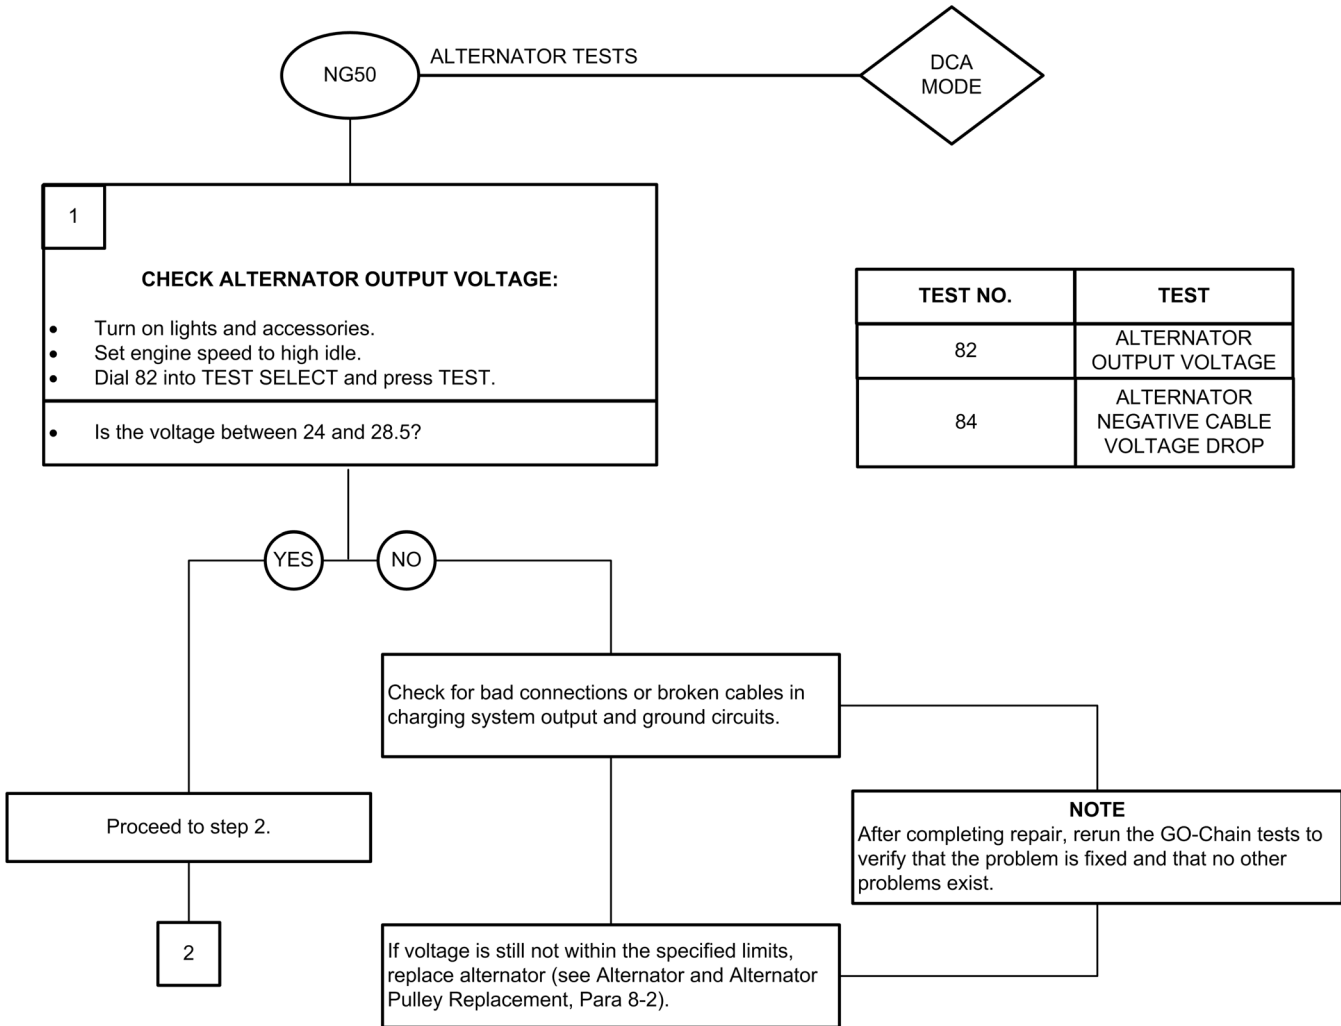 NG50
ALTERNATOR TESTS
DCA
MODE
1
CHECK ALTERNATOR OUTPUT VOLTAGE:
• Turn on lights and accessories.
• Set engine speed to high idle.
• Dial 82 into TEST SELECT and press TEST.
• Is the voltage between 24 and 28.5?
TEST NO. TEST
82 ALTERNATOR
OUTPUT VOLTAGE
84 ALTERNATOR
NEGATIVE CABLE
VOLTAGE DROP
YES
NO
Check for bad connections or broken cables in
charging system output and ground circuits.
Proceed to step 2.
NOTE
After completing repair, rerun the GO-Chain tests to
verify that the problem is fixed and that no other
problems exist.
2
If voltage is still not within the specified limits,
replace alternator (see Alternator and Alternator
Pulley Replacement, Para 8-2).